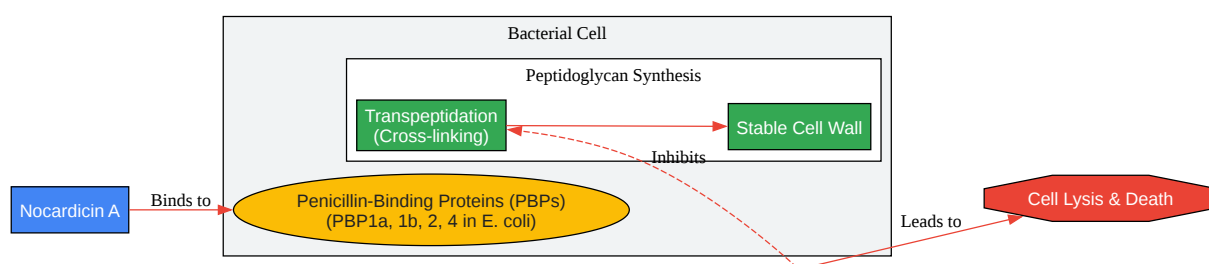 Bacterial Cell
Peptidoglycan Synthesis
Transpeptidation
(Cross-linking)
Stable Cell Wall
Inhibits
Nocardicin A
Binds to
Penicillin-Binding Proteins (PBPs)
(PBP1a, 1b, 2, 4 in E. coli)
Cell Lysis & Death
Leads to